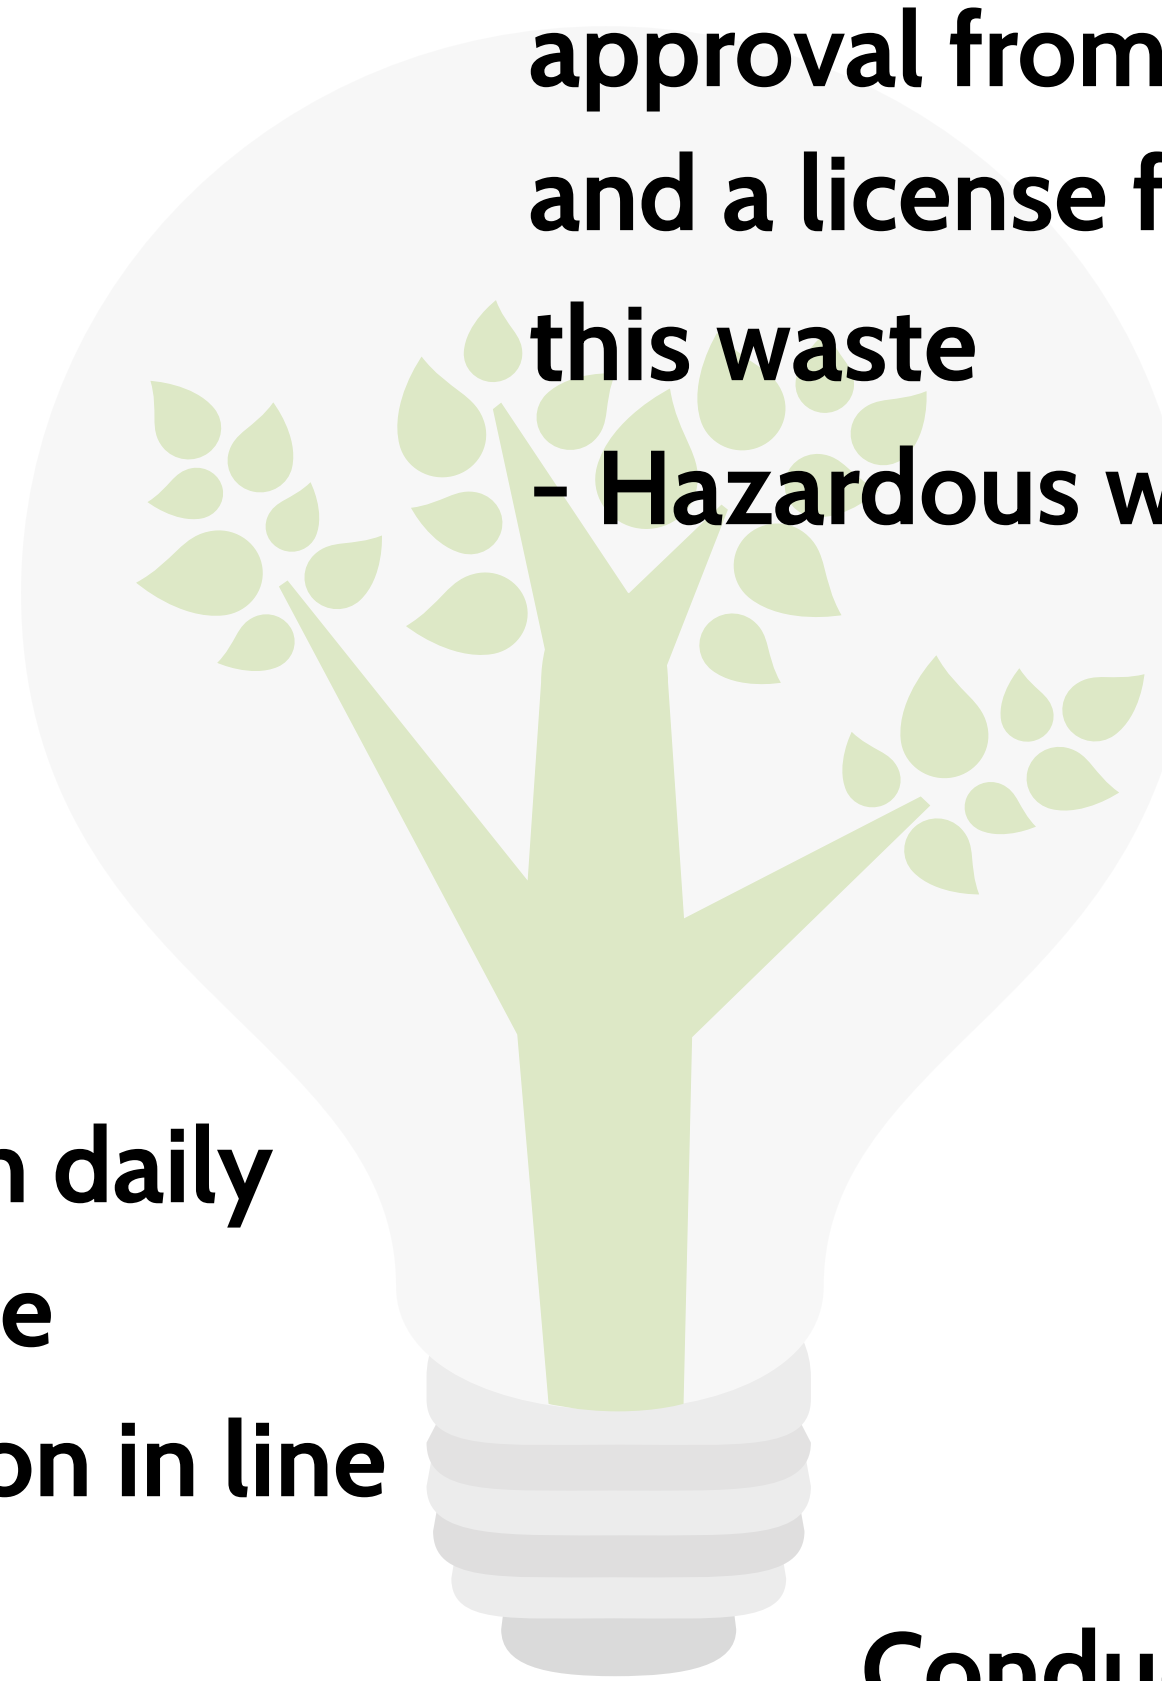 approval from
and a license f
this waste
- Hazardous w
n daily
e
on in line
Condu